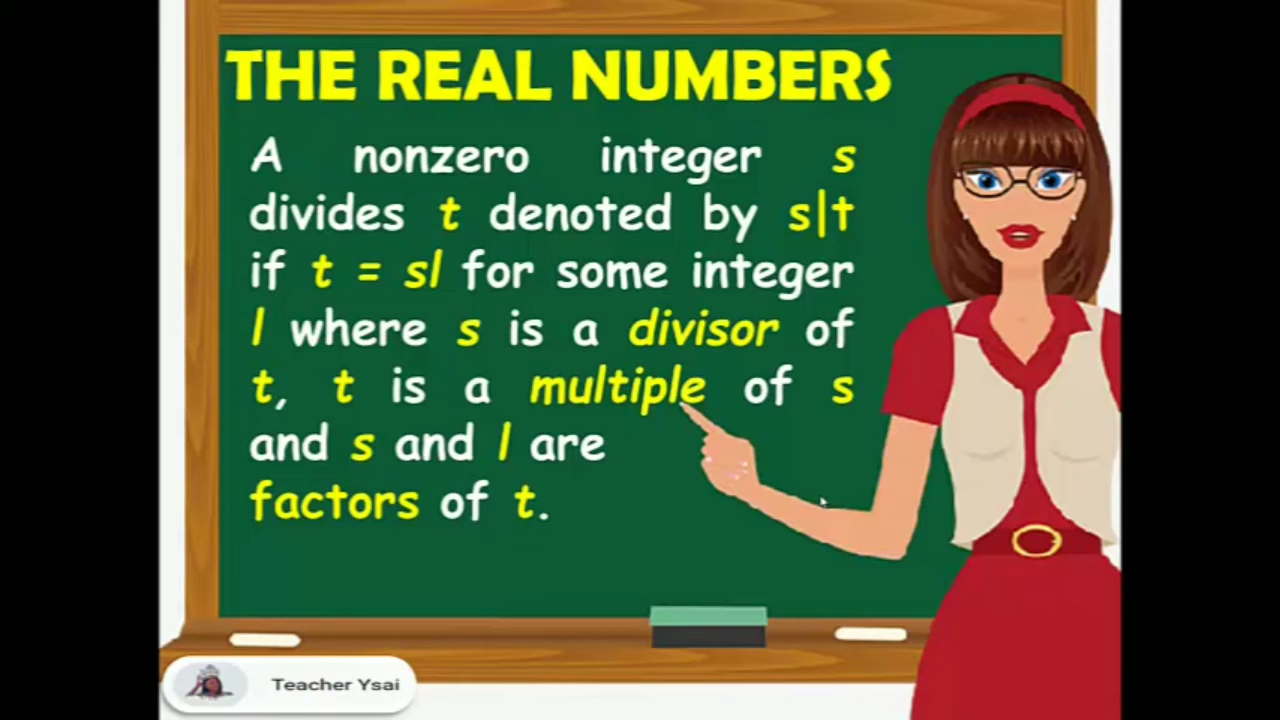 THE REAL NUMBERS
A nonzero integer s
divides t denoted by s|t
if t = sl for some integer
l where s is a divisor of
t, t is a multiple of s
and s and l are
factors of t.
Teacher Ysai